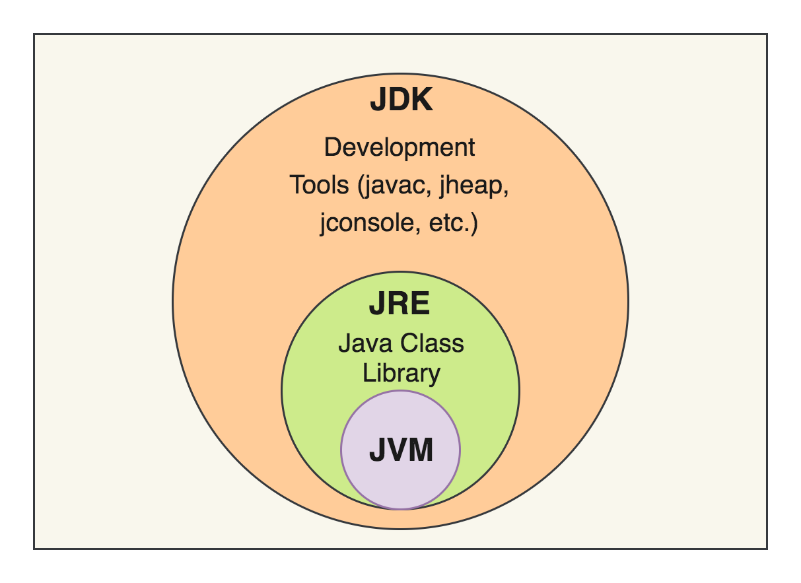 JDK
Development
Tools (javac, jheap,
jconsole, etc.)
JRE
Java Class
Library
JVM